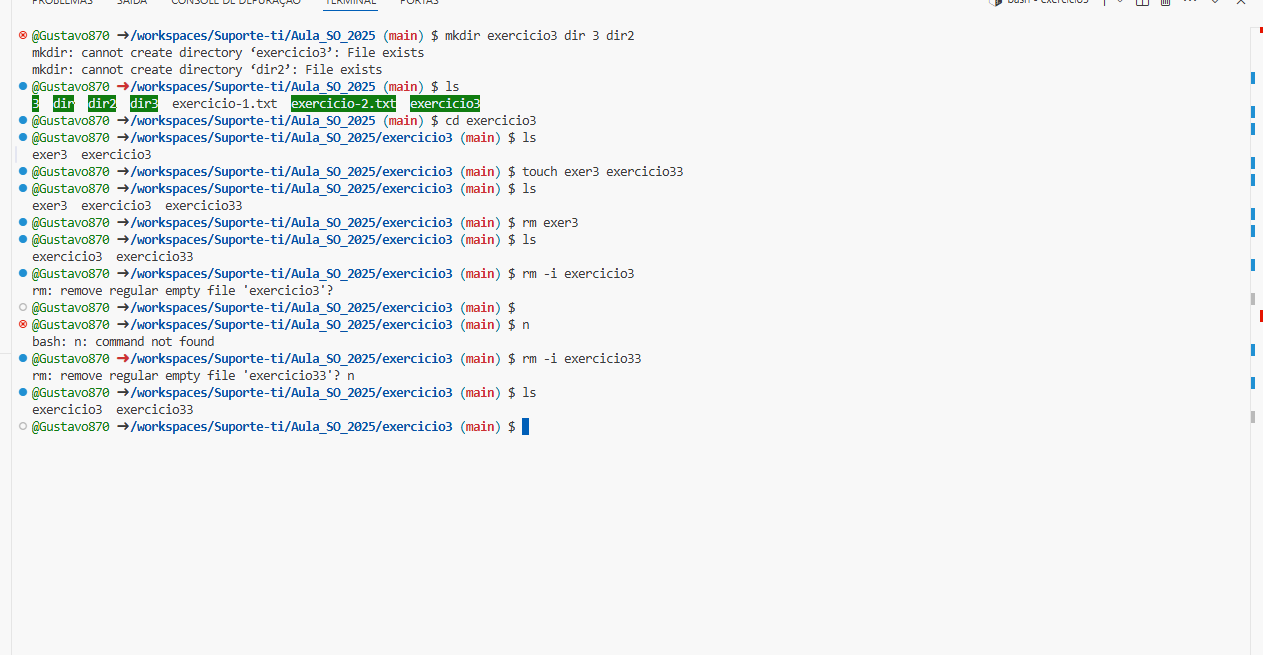 PROBLEMAS SAÍDA CONSOLE DE DEPURAÇÃO TERMINAL PORTAS bash - exercicio3
@Gustavo870 ➜/workspaces/Suporte-ti/Aula_SO_2025 (main) $ mkdir exercicio3 dir 3 dir2
mkdir: cannot create directory ‘exercicio3’: File exists
mkdir: cannot create directory ‘dir2’: File exists
@Gustavo870 ➜/workspaces/Suporte-ti/Aula_SO_2025 (main) $ ls
3  dir  dir2  dir3  exercicio-1.txt  exercicio-2.txt  exercicio3
@Gustavo870 ➜/workspaces/Suporte-ti/Aula_SO_2025 (main) $ cd exercicio3
@Gustavo870 ➜/workspaces/Suporte-ti/Aula_SO_2025/exercicio3 (main) $ ls
exer3  exercicio3
@Gustavo870 ➜/workspaces/Suporte-ti/Aula_SO_2025/exercicio3 (main) $ touch exer3 exercicio33
@Gustavo870 ➜/workspaces/Suporte-ti/Aula_SO_2025/exercicio3 (main) $ ls
exer3  exercicio3  exercicio33
@Gustavo870 ➜/workspaces/Suporte-ti/Aula_SO_2025/exercicio3 (main) $ rm exer3
@Gustavo870 ➜/workspaces/Suporte-ti/Aula_SO_2025/exercicio3 (main) $ ls
exercicio3  exercicio33
@Gustavo870 ➜/workspaces/Suporte-ti/Aula_SO_2025/exercicio3 (main) $ rm -i exercicio3
rm: remove regular empty file 'exercicio3'?
@Gustavo870 ➜/workspaces/Suporte-ti/Aula_SO_2025/exercicio3 (main) $
@Gustavo870 ➜/workspaces/Suporte-ti/Aula_SO_2025/exercicio3 (main) $ n
bash: n: command not found
@Gustavo870 ➜/workspaces/Suporte-ti/Aula_SO_2025/exercicio3 (main) $ rm -i exercicio33
rm: remove regular empty file 'exercicio33'? n
@Gustavo870 ➜/workspaces/Suporte-ti/Aula_SO_2025/exercicio3 (main) $ ls
exercicio3  exercicio33
@Gustavo870 ➜/workspaces/Suporte-ti/Aula_SO_2025/exercicio3 (main) $